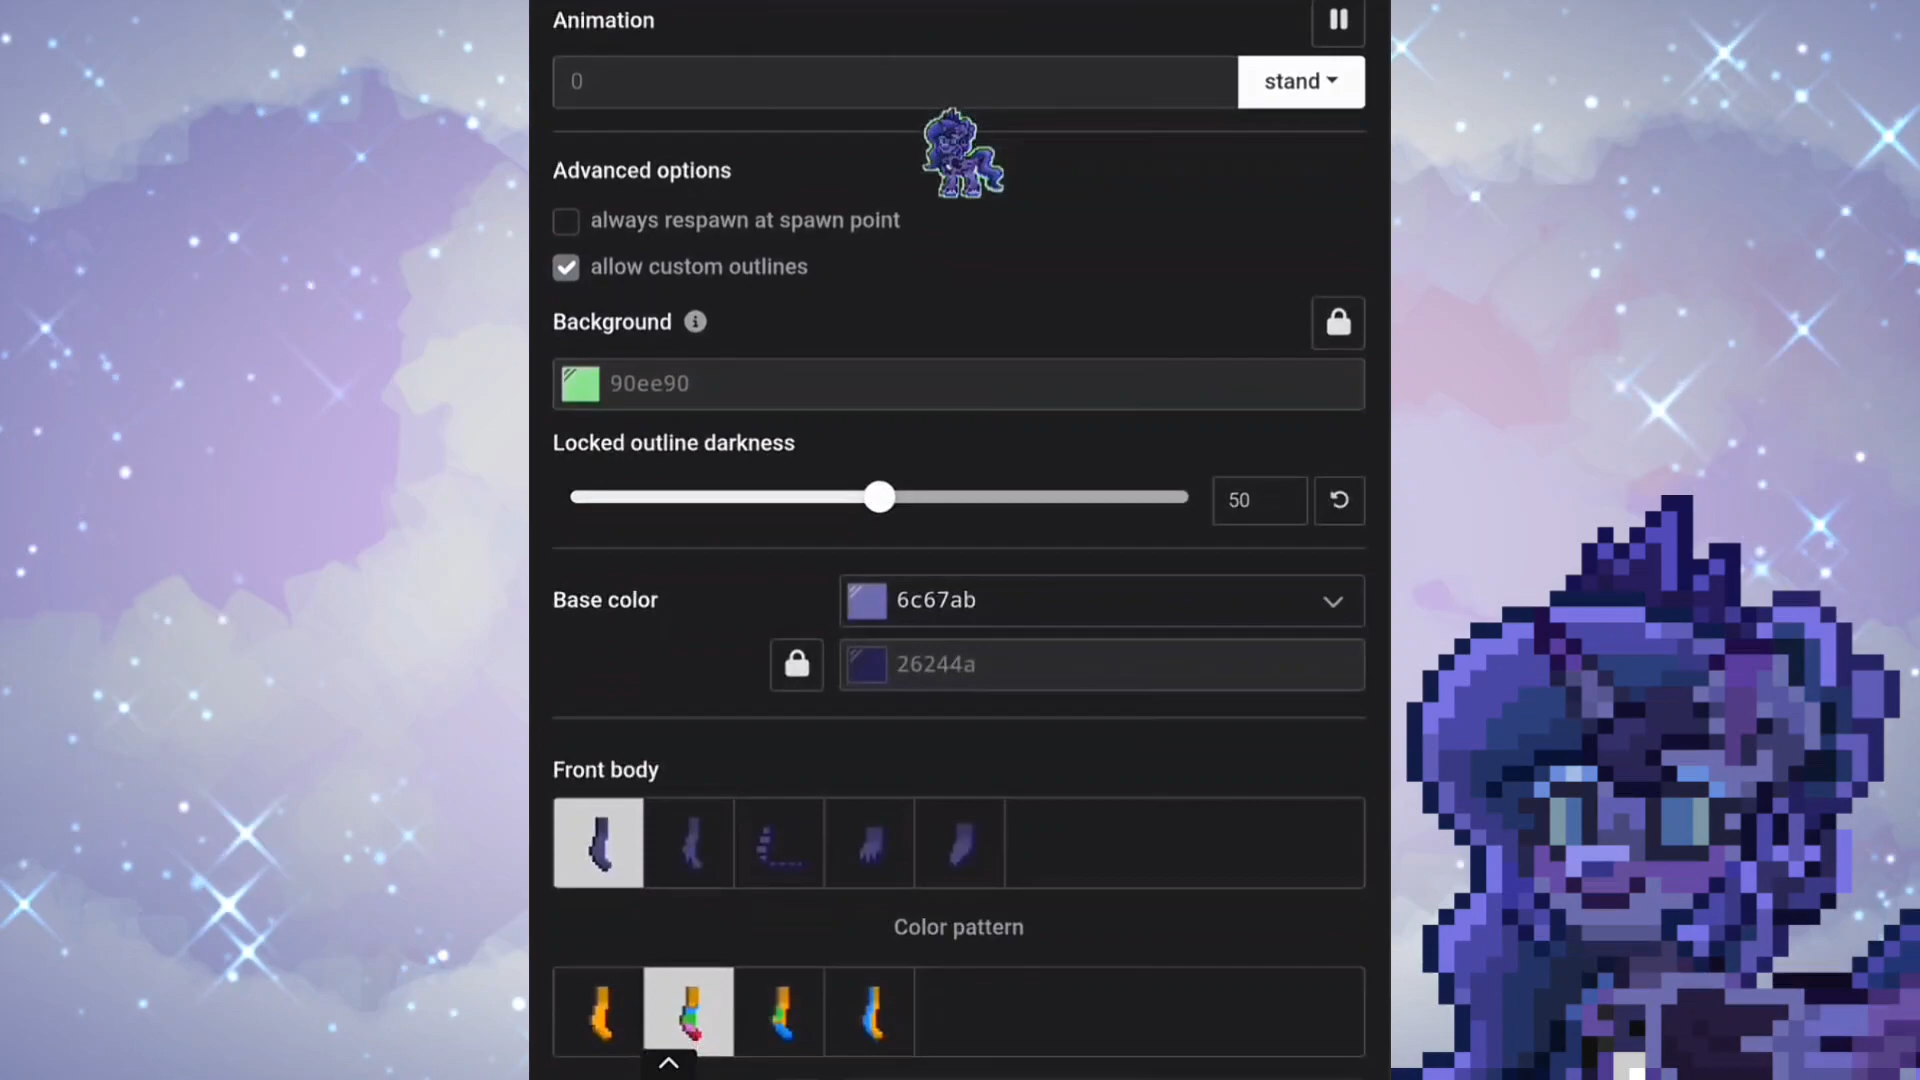 Animation
0
stand
Advanced options
always respawn at spawn point
allow custom outlines
Background
90ee90
Locked outline darkness
50
Base color
6c67ab
26244a
Front body
Color pattern